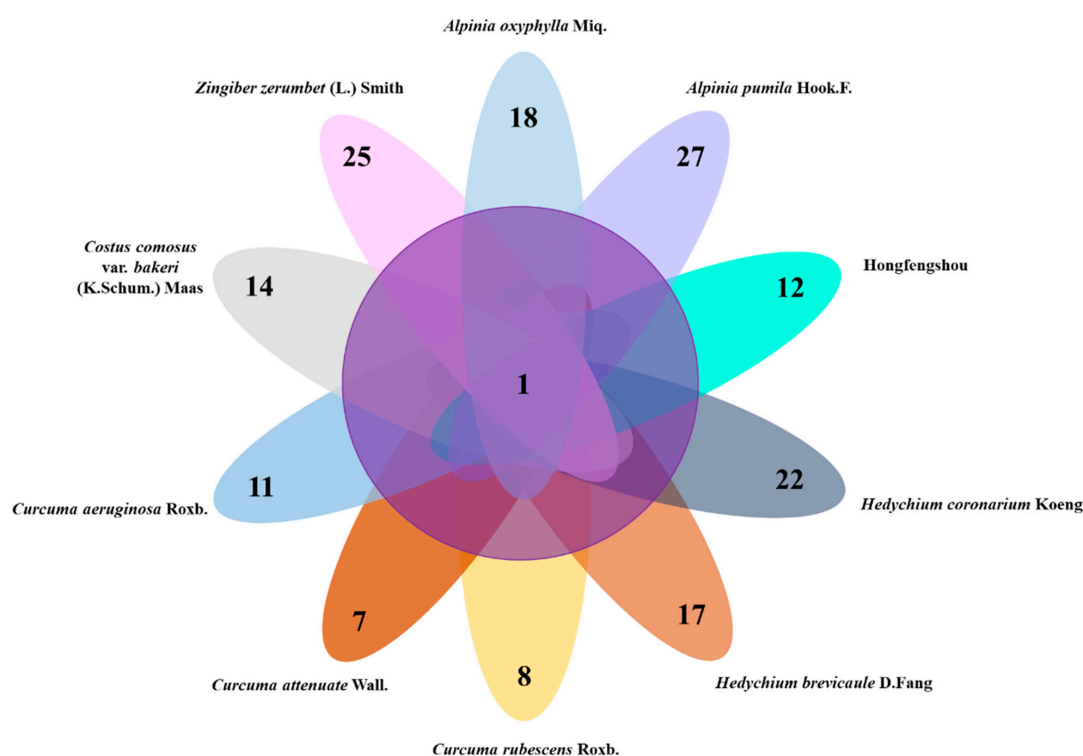 Alpinia oxyphylla Miq.
Zingiber zerumbet (L.) Smith
Alpinia pumila Hook.F.
18
25
27
Costus comosus
var. bakeri
(K.Schum.) Maas
14
12
Hongfengshou
1
11
22
Curcuma aeruginosa Roxb.
Hedychium coronarium Koeng
7
17
8
Curcuma attenuate Wall.
Hedychium brevicaule D.Fang
Curcuma rubescens Roxb.